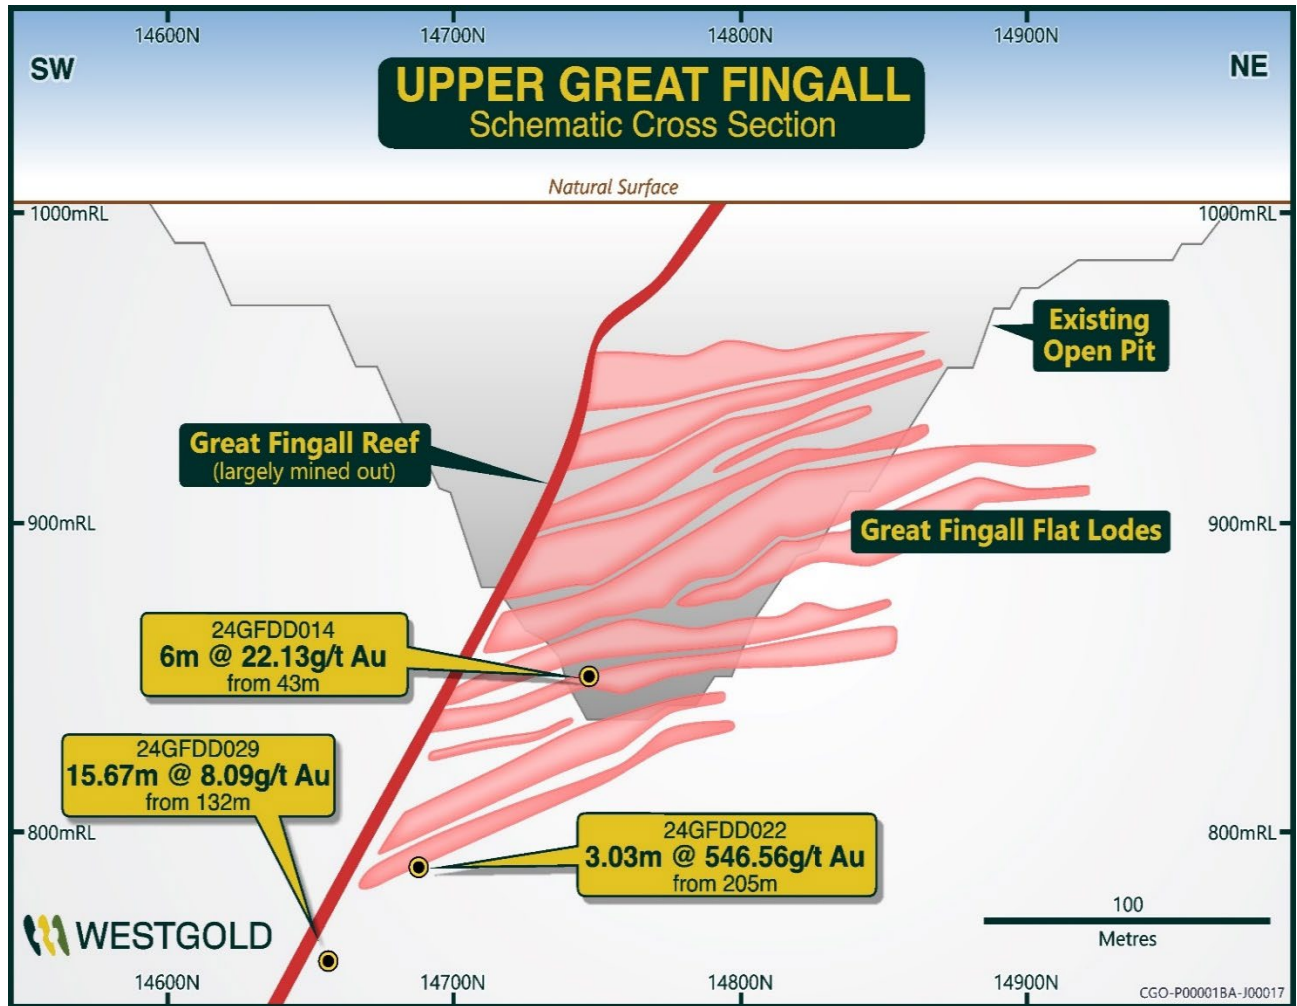 14600N
14700N
14800N
14900N
SW
NE
UPPER GREAT FINGALL
Schematic Cross Section
Natural Surface
1000mRL
1000mRL
Existing
Open Pit
Great Fingall Reef
(largely mined out)
900mRL
900mRL
Great Fingall Flat Lodes
24GFDD014
6m @ 22.13g/t Au
from 43m
24GFDD029
15.67m @ 8.09g/t Au
from 132m
800mRL
800mRL
24GFDD022
3.03m @ 546.56g/t Au
from 205m
100
Metres
WESTGOLD
14600N
14700N
14800N
14900N
CGO-P00001BA-J00017